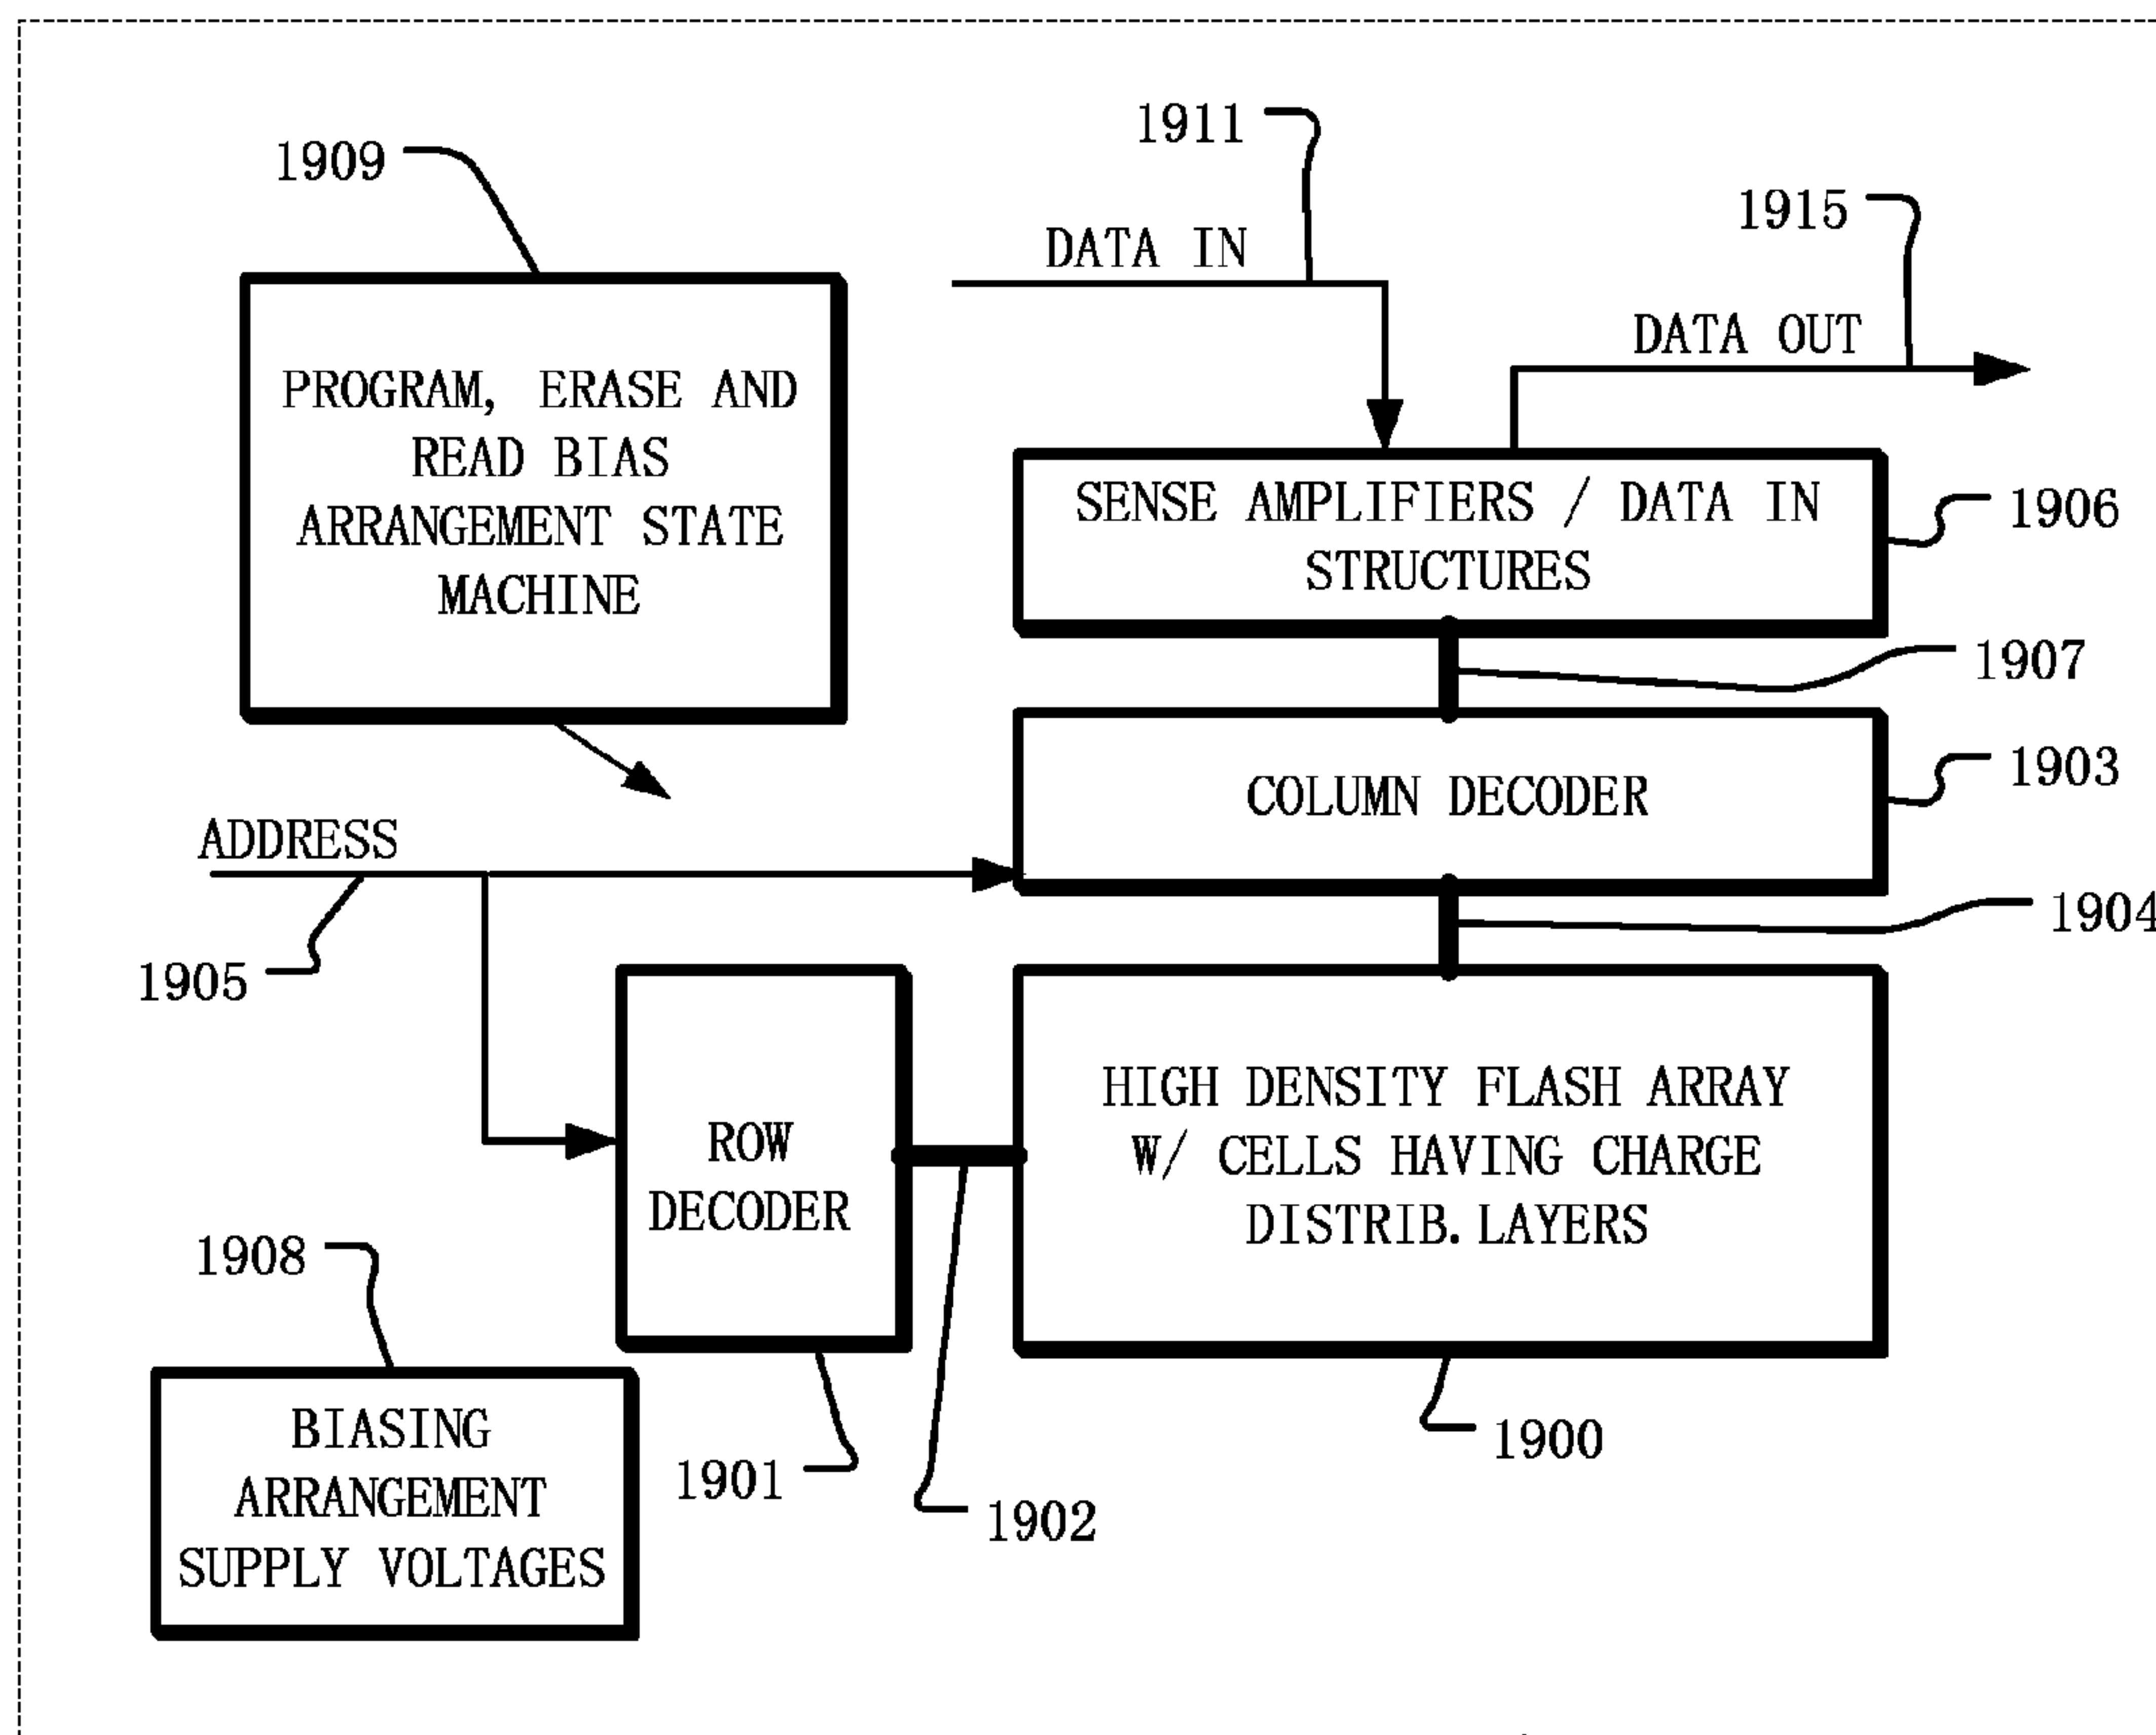 1911
1909
1915
DATA IN
DATA OUT
PROGRAM, ERASE AND
READ BIAS
ARRANGEMENT STATE
MACHINE
SENSE AMPLIFIERS / DATA IN
STRUCTURES
1906
1907
COLUMN DECODER
1903
ADDRESS
1904
1905
ROW
DECODER
HIGH DENSITY FLASH ARRAY
W/ CELLS HAVING CHARGE
DISTRIB. LAYERS
1908
1901
1902
1900
BIASING
ARRANGEMENT
SUPPLY VOLTAGES